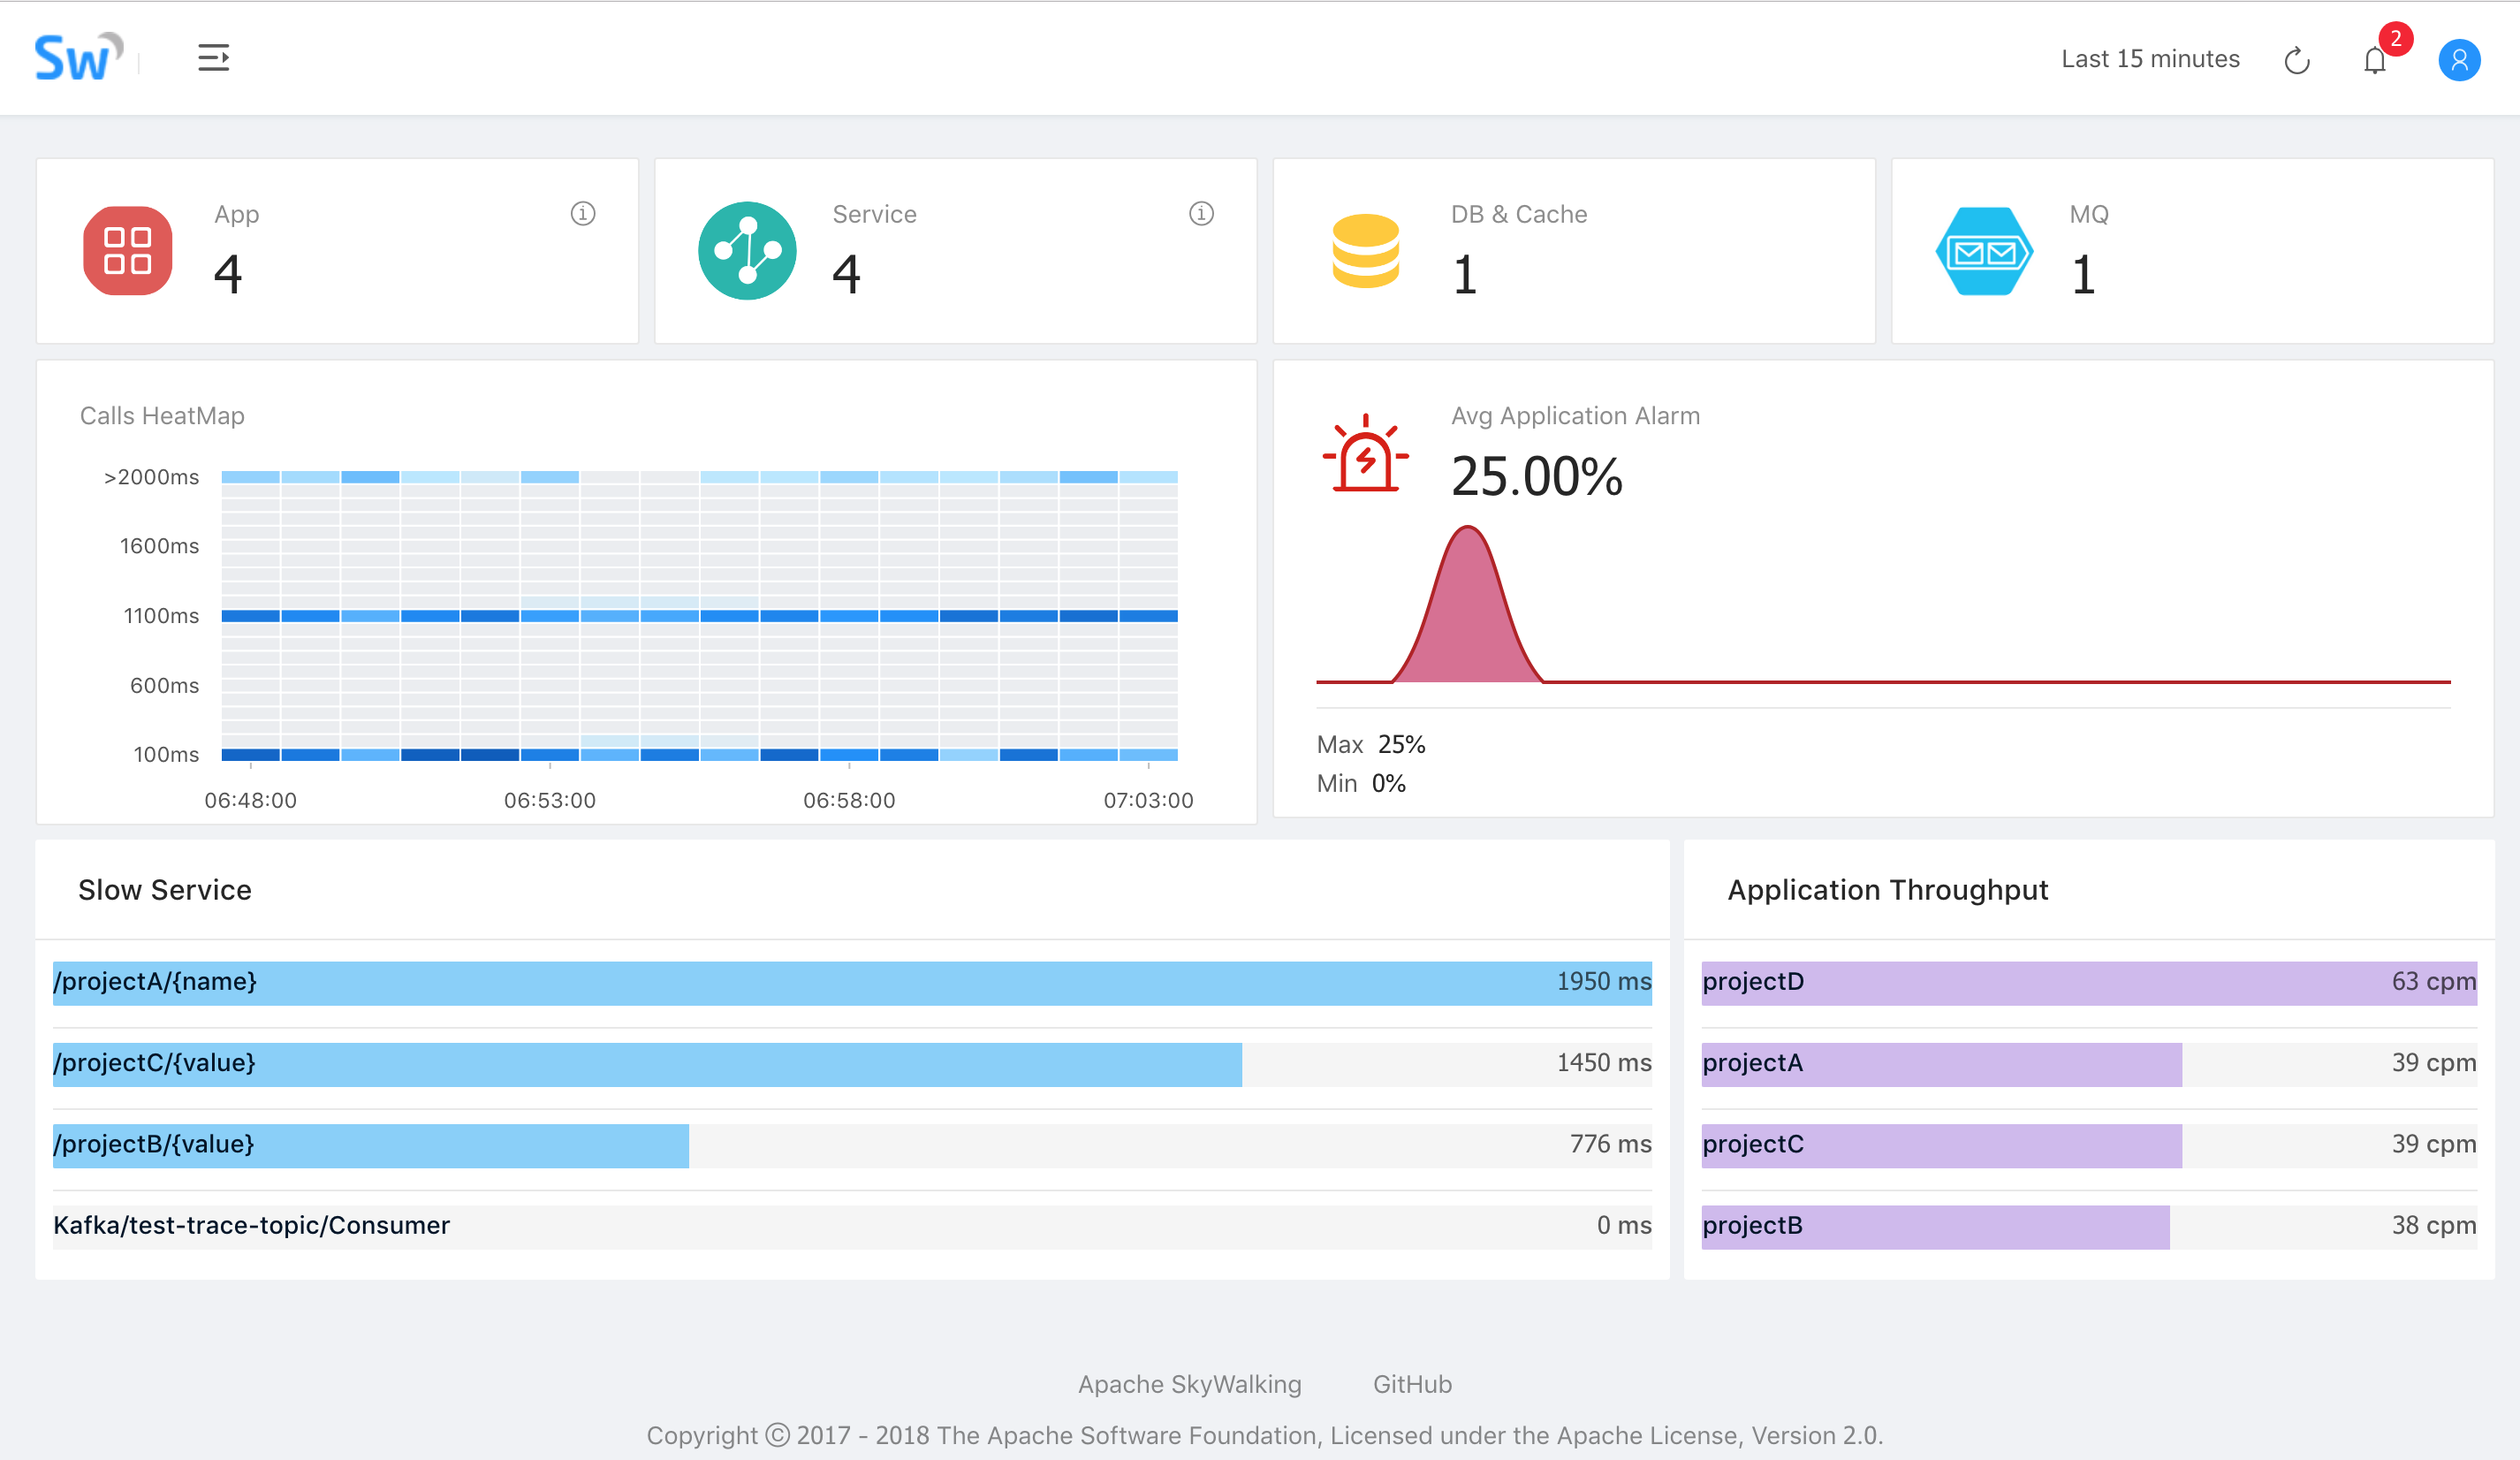 Sw
Last 15 minutes
2
App
4
Service
4
DB & Cache
1
MQ
1
Calls HeatMap
>2000ms
1600ms
1100ms
600ms
100ms
06:48:00 06:53:00 06:58:00 07:03:00
Avg Application Alarm
25.00%
Max 25%
Min 0%
Slow Service
/projectA/{name} 1950 ms
/projectC/{value} 1450 ms
/projectB/{value} 776 ms
Kafka/test-trace-topic/Consumer 0 ms
Application Throughput
projectD 63 cpm
projectA 39 cpm
projectC 39 cpm
projectB 38 cpm
Apache SkyWalking GitHub
Copyright © 2017 - 2018 The Apache Software Foundation, Licensed under the Apache License, Version 2.0.